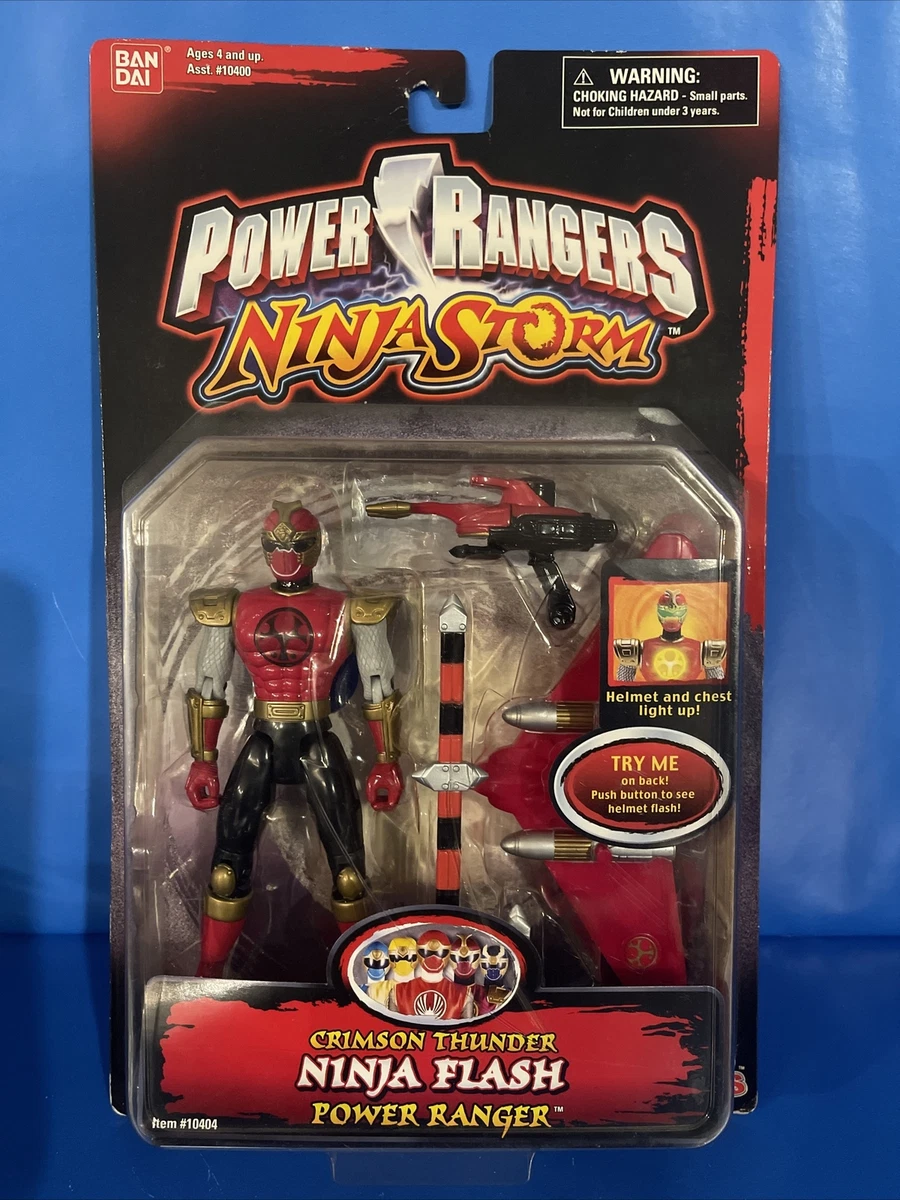 BAN
DAI
®
Ages 4 and up.
Asst. #10400
WARNING:
CHOKING HAZARD - Small parts.
Not for Children under 3 years.
POWER RANGERS
NINJA STORM™
Helmet and chest
light up!
TRY ME
on back!
Push button to see
helmet flash!
CRIMSON THUNDER
NINJA FLASH
POWER RANGER™
Item #10404